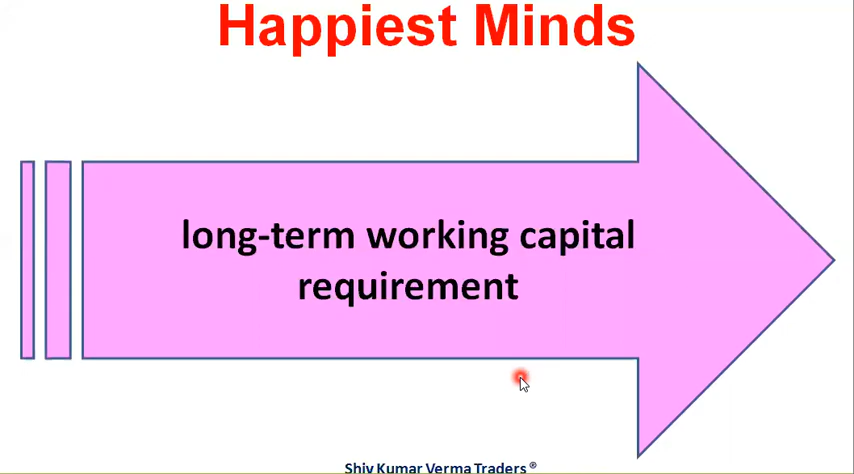 Happiest Minds
long-term working capital
requirement
Shiv Kumar Verma Traders ®